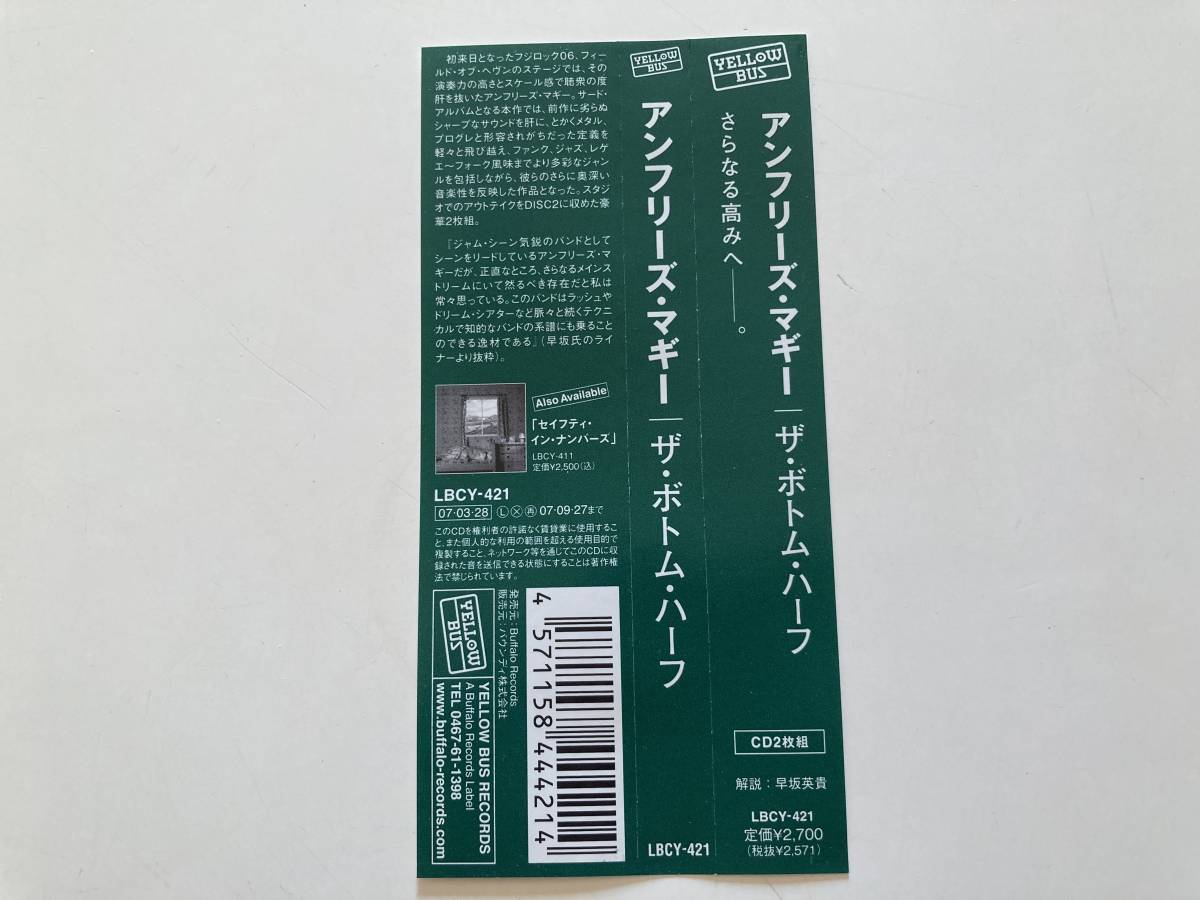 YELLOW
BUS
アンフリーズ・マギー｜ザ・ボトム・ハーフ
さらなる高みへ───。
CD2枚組
解説：早坂英貴
LBCY-421
定価¥2,700
（税抜¥2,571）
YELLOW
BUS
アンフリーズ・マギー｜ザ・ボトム・ハーフ
LBCY-421
初来日となったフジロック06、フィー
ルド・オブ・ヘヴンのステージでは、その
演奏力の高さとスケール感で聴衆の度
肝を抜いたアンフリーズ・マギー。サード・
アルバムとなる本作では、前作に劣らぬ
シャープなサウンドを肝に、とかくメタル、
プログレと形容されがちだった定義を
軽々と飛び越え、ファンク、ジャズ、レゲ
エ〜フォーク風味までより多彩なジャン
ルを包括しながら、彼らのさらに奥深い
音楽性を反映した作品となった。スタジ
オでのアウトテイクをDISC2に収めた豪
華2枚組。
『ジャム・シーン気鋭のバンドとして
シーンをリードしているアンフリーズ・マ
ギーだが、正直なところ、さらなるメインス
トリームにいて然るべき存在だと私は
常々思っている。このバンドはラッシュや
ドリーム・シアターなど脈々と続くテクニ
カルで知的なバンドの系譜にも乗ること
のできる逸材である』（早坂氏のライ
ナーより抜粋）。
Also Available
「セイフティ・
イン・ナンバーズ」
LBCY-411
定価¥2,500（込）
LBCY-421
07·03·28 Ⓛ Ⓧ ㊢ 07·09·27まで
このCDを権利者の許諾なく賃貸業に使用するこ
と、また個人的な利用の範囲を超える使用目的で
複製すること、ネットワーク等を通じてこのCDに収
録された音を送信できる状態にすることは著作権
法で禁じられています。
発売元：Buffalo Records
販売元：バウンディ株式会社
4 571158 444214
YELLOW
BUS
YELLOW BUS RECORDS
A Buffalo Records Label
TEL 0467-61-1398
www.buffalo-records.com